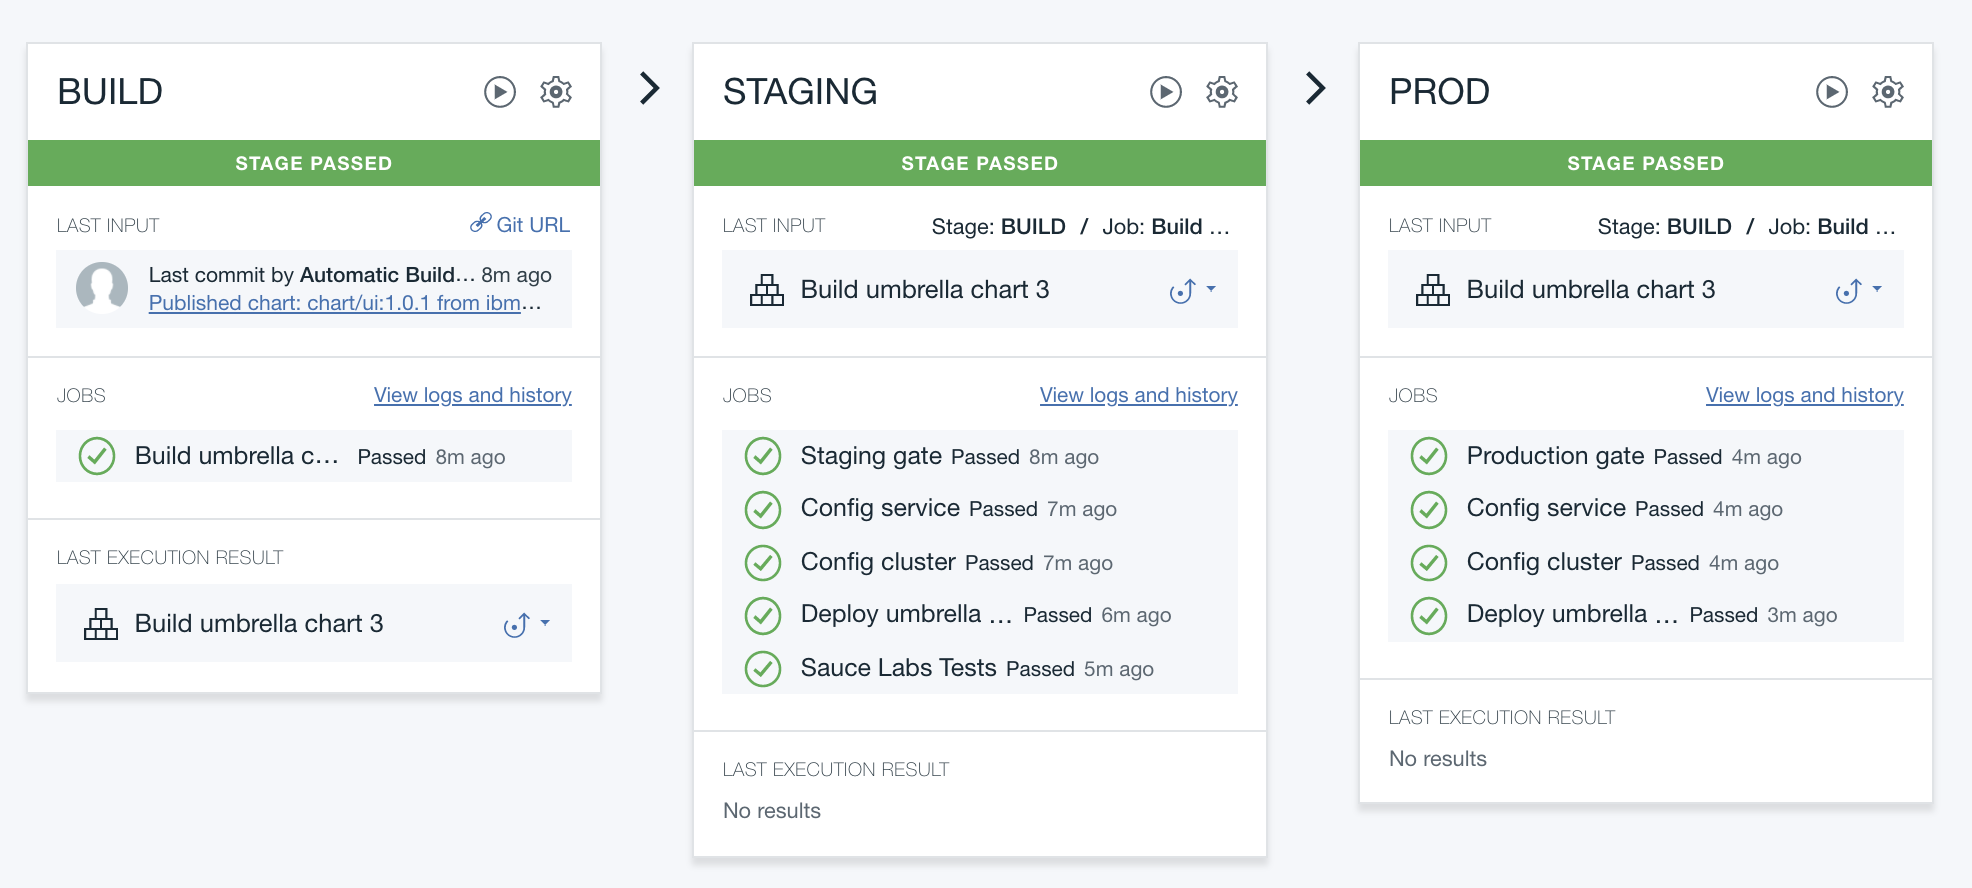 BUILD
STAGE PASSED
LAST INPUT
Git URL
Last commit by Automatic Build... 8m ago
Published chart: chart/ui:1.0.1 from ibm...
JOBS
View logs and history
Build umbrella c... Passed 8m ago
LAST EXECUTION RESULT
Build umbrella chart 3
STAGING
STAGE PASSED
LAST INPUT
Stage: BUILD / Job: Build ...
Build umbrella chart 3
JOBS
View logs and history
Staging gate Passed 8m ago
Config service Passed 7m ago
Config cluster Passed 7m ago
Deploy umbrella ... Passed 6m ago
Sauce Labs Tests Passed 5m ago
LAST EXECUTION RESULT
No results
PROD
STAGE PASSED
LAST INPUT
Stage: BUILD / Job: Build ...
Build umbrella chart 3
JOBS
View logs and history
Production gate Passed 4m ago
Config service Passed 4m ago
Config cluster Passed 4m ago
Deploy umbrella ... Passed 3m ago
LAST EXECUTION RESULT
No results